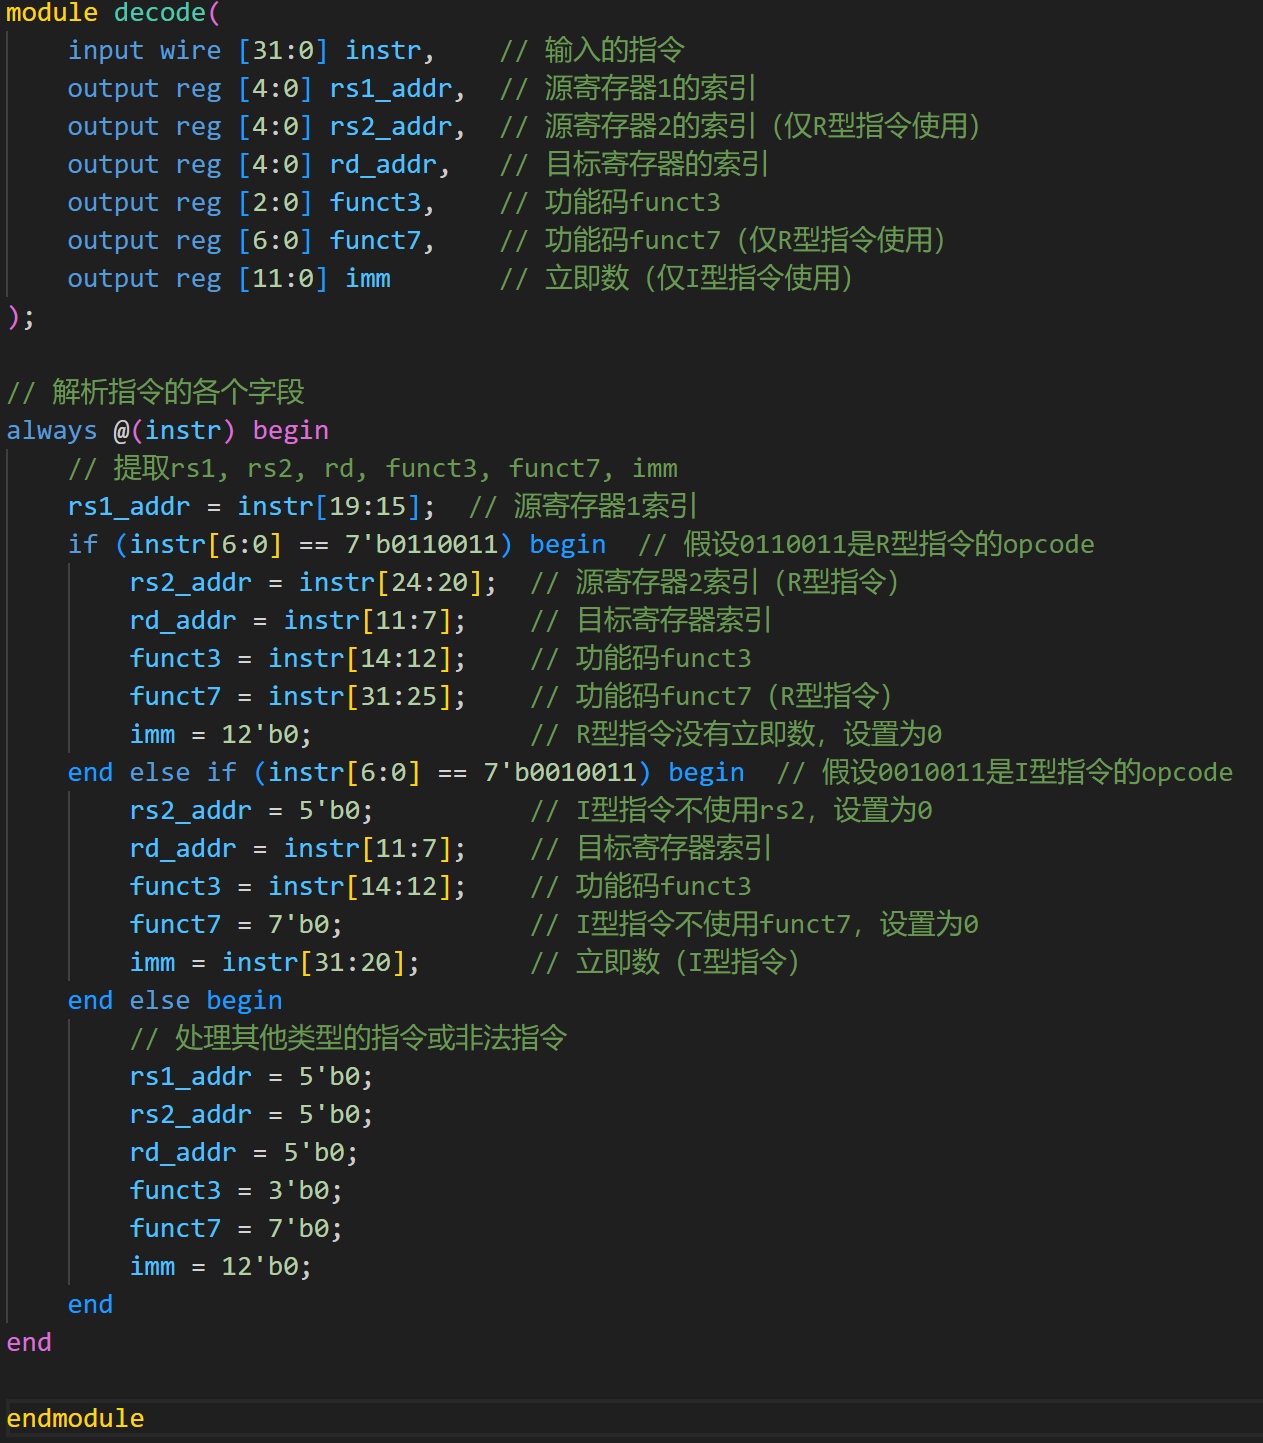 module decode(
    input wire [31:0] instr,    // 输入的指令
    output reg [4:0] rs1_addr,  // 源寄存器1的索引
    output reg [4:0] rs2_addr,  // 源寄存器2的索引（仅R型指令使用）
    output reg [4:0] rd_addr,   // 目标寄存器的索引
    output reg [2:0] funct3,    // 功能码funct3
    output reg [6:0] funct7,    // 功能码funct7（仅R型指令使用）
    output reg [11:0] imm       // 立即数（仅I型指令使用）
);
// 解析指令的各个字段
always @(instr) begin
    // 提取rs1, rs2, rd, funct3, funct7, imm
    rs1_addr = instr[19:15];  // 源寄存器1索引
    if (instr[6:0] == 7'b0110011) begin  // 假设0110011是R型指令的opcode
        rs2_addr = instr[24:20];  // 源寄存器2索引（R型指令）
        rd_addr = instr[11:7];    // 目标寄存器索引
        funct3 = instr[14:12];    // 功能码funct3
        funct7 = instr[31:25];    // 功能码funct7（R型指令）
        imm = 12'b0;              // R型指令没有立即数，设置为0
    end else if (instr[6:0] == 7'b0010011) begin  // 假设0010011是I型指令的opcode
        rs2_addr = 5'b0;          // I型指令不使用rs2，设置为0
        rd_addr = instr[11:7];    // 目标寄存器索引
        funct3 = instr[14:12];    // 功能码funct3
        funct7 = 7'b0;            // I型指令不使用funct7，设置为0
        imm = instr[31:20];       // 立即数（I型指令）
    end else begin
        // 处理其他类型的指令或非法指令
        rs1_addr = 5'b0;
        rs2_addr = 5'b0;
        rd_addr = 5'b0;
        funct3 = 3'b0;
        funct7 = 7'b0;
        imm = 12'b0;
    end
end
endmodule